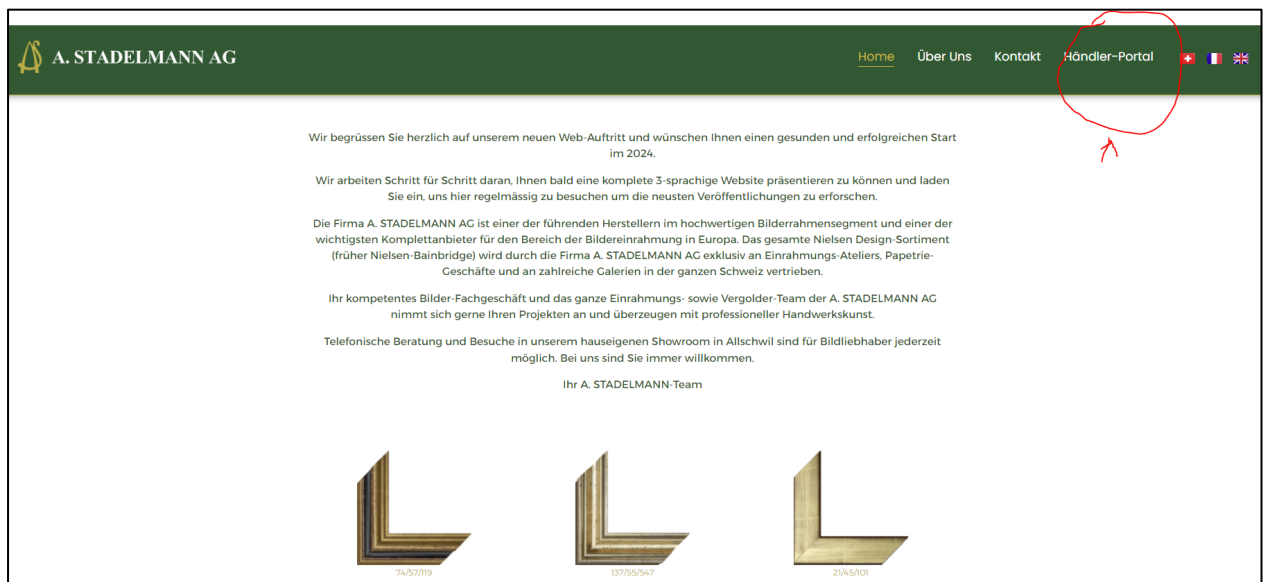 A. STADELMANN AG
Home Über Uns Kontakt Händler-Portal
Wir begrüssen Sie herzlich auf unserem neuen Web-Auftritt und wünschen Ihnen einen gesunden und erfolgreichen Start
im 2024.
Wir arbeiten Schritt für Schritt daran, Ihnen bald eine komplete 3-sprachige Website präsentieren zu können und laden
Sie ein, uns hier regelmässig zu besuchen um die neusten Veröffentlichungen zu erforschen.
Die Firma A. STADELMANN AG ist einer der führenden Herstellern im hochwertigen Bilderrahmensegment und einer der
wichtigsten Komplettanbieter für den Bereich der Bildereinrahmung in Europa. Das gesamte Nielsen Design-Sortiment
(früher Nielsen-Bainbridge) wird durch die Firma A. STADELMANN AG exklusiv an Einrahmungs-Ateliers, Papetrie-
Geschäfte und an zahlreiche Galerien in der ganzen Schweiz vertrieben.
Ihr kompetentes Bilder-Fachgeschäft und das ganze Einrahmungs- sowie Vergolder-Team der A. STADELMANN AG
nimmt sich gerne Ihren Projekten an und überzeugen mit professioneller Handwerkskunst.
Telefonische Beratung und Besuche in unserem hauseigenen Showroom in Allschwil sind für Bildliebhaber jederzeit
möglich. Bei uns sind Sie immer willkommen.
Ihr A. STADELMANN-Team
74/57/119 137/55/547 21/45/101